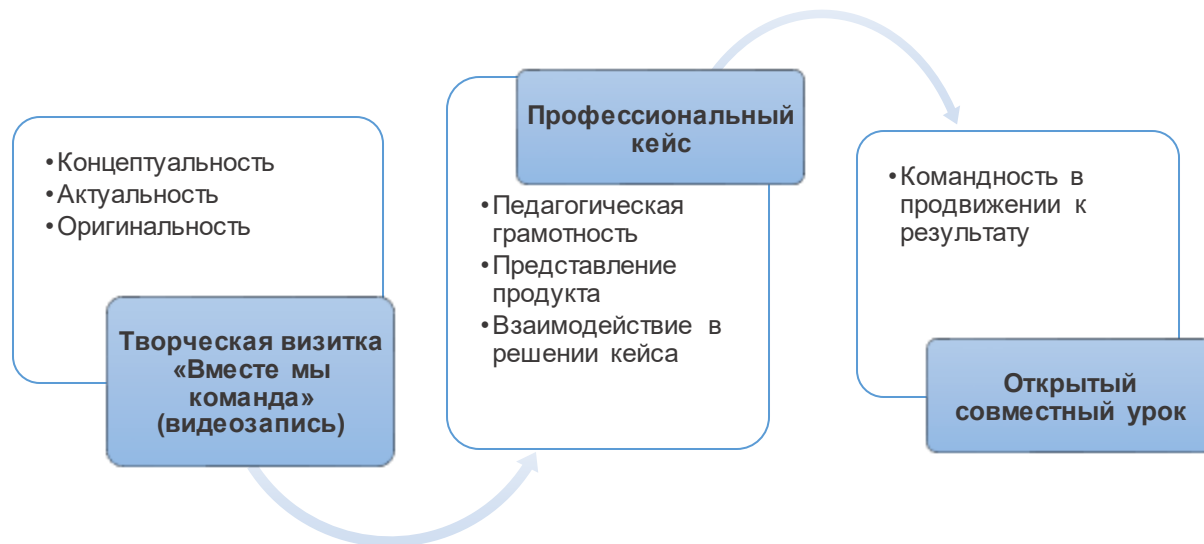 •Концептуальность
•Актуальность
•Оригинальность
Творческая визитка
«Вместе мы
команда»
(видеозапись)
Профессиональный
кейс
•Педагогическая
грамотность
•Представление
продукта
•Взаимодействие в
решении кейса
•Командность в
продвижении к
результату
Открытый
совместный урок